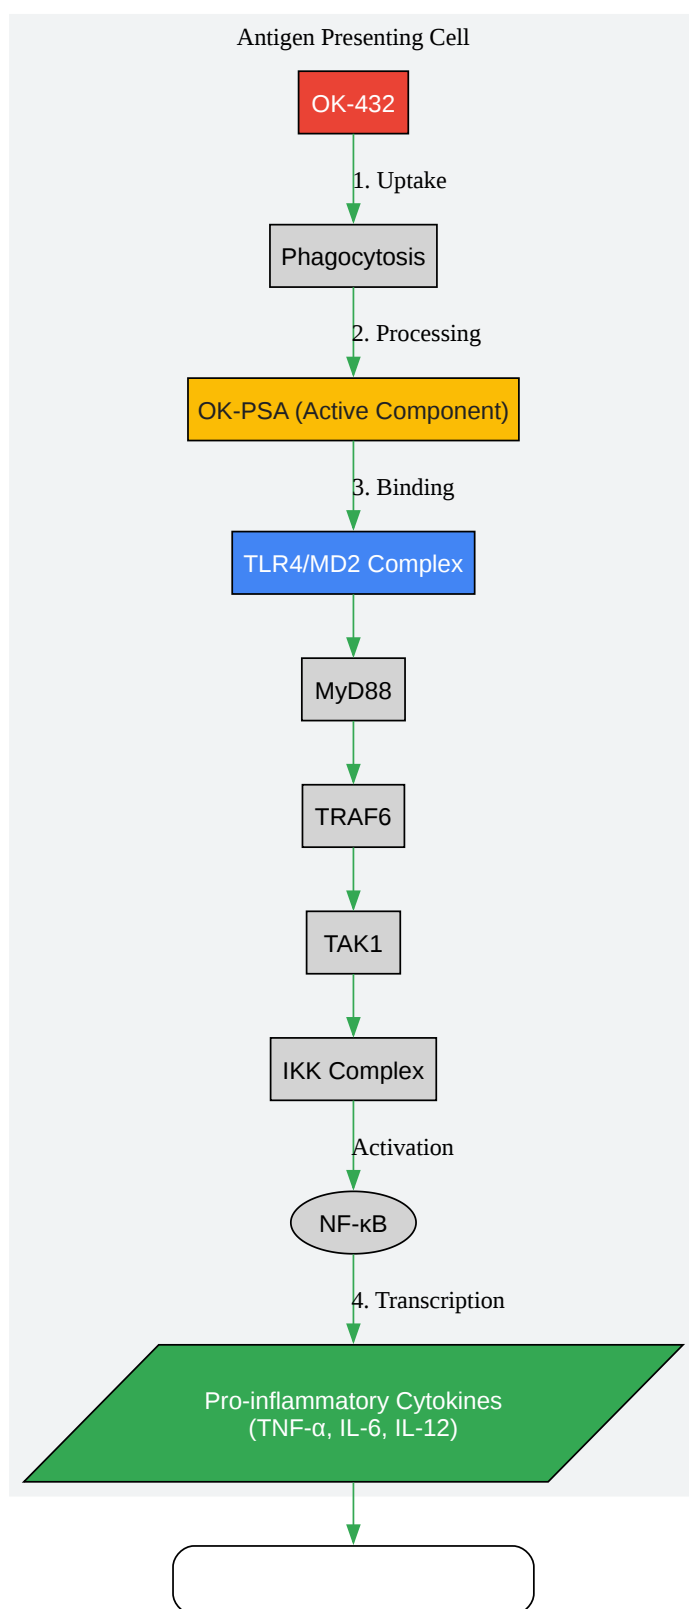 Antigen Presenting Cell
OK-432
1. Uptake
Phagocytosis
2. Processing
OK-PSA (Active Component)
3. Binding
TLR4/MD2 Complex
MyD88
TRAF6
TAK1
IKK Complex
Activation
NF-κB
4. Transcription
Pro-inflammatory Cytokines
(TNF-α, IL-6, IL-12)